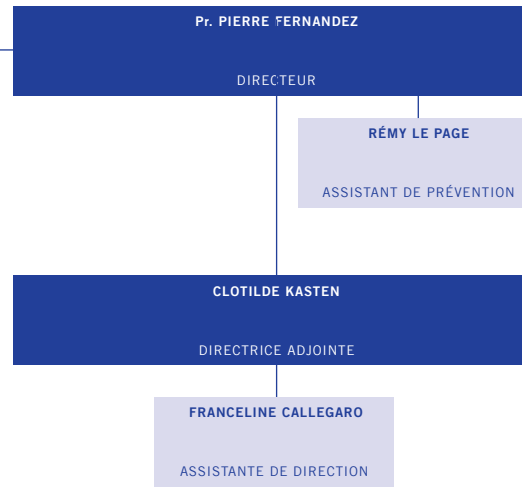 Pr. PIERRE FERNANDEZ
DIRECTEUR
RÉMY LE PAGE
ASSISTANT DE PRÉVENTION
CLOTILDE KASTEN
DIRECTRICE ADJOINTE
FRANCELINE CALLEGARO
ASSISTANTE DE DIRECTION